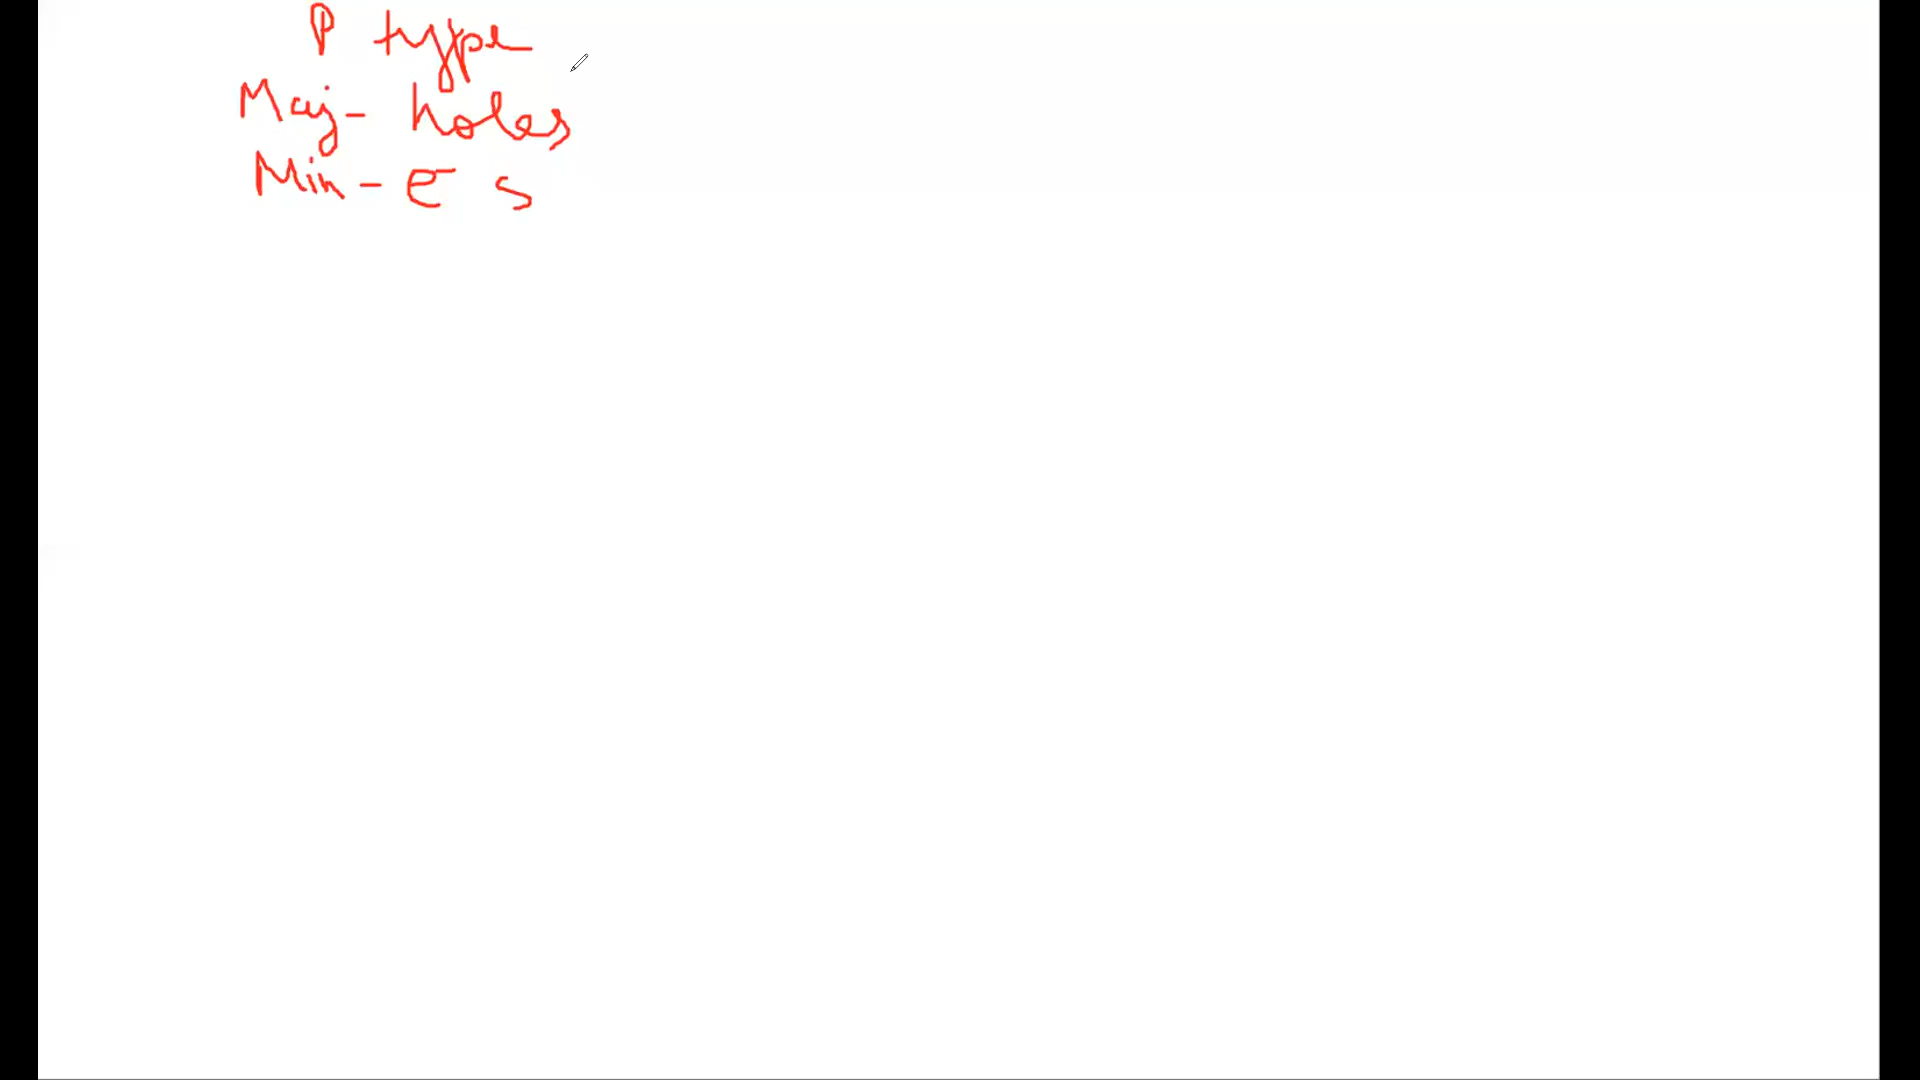 P type
Maj- holes
Min- e⁻ s